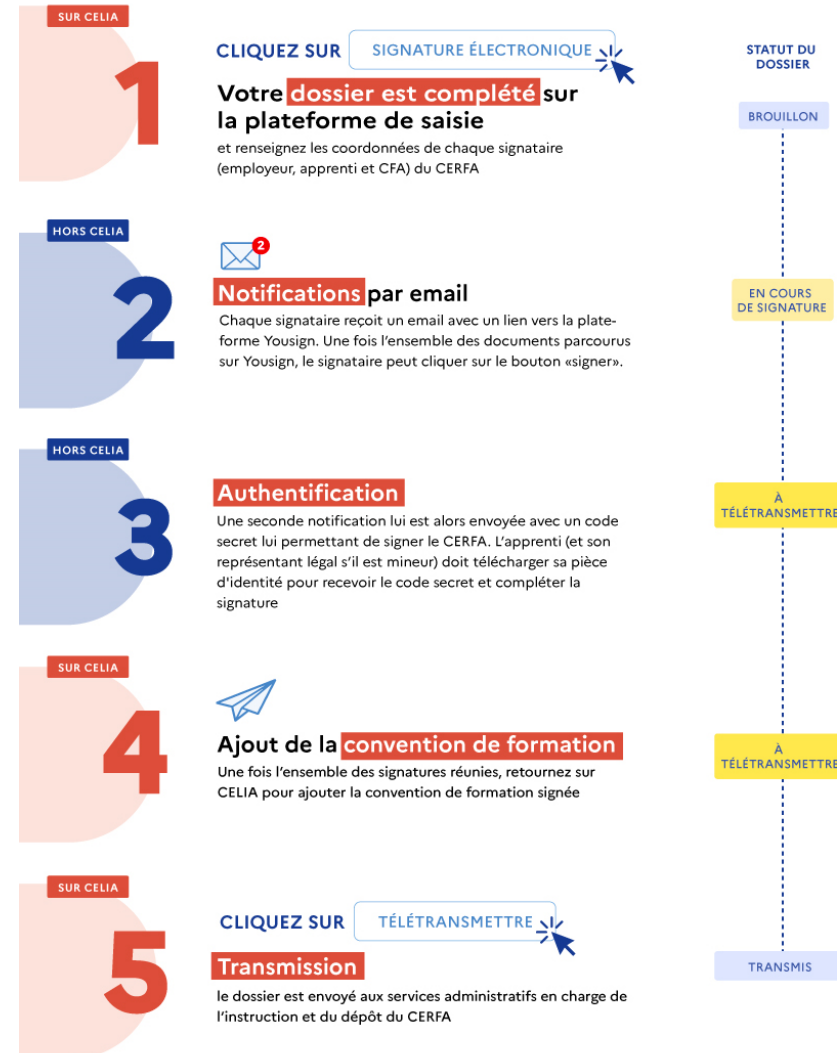 SUR CELIA
1
CLIQUEZ SUR SIGNATURE ÉLECTRONIQUE
Votre dossier est complété sur
la plateforme de saisie
et renseignez les coordonnées de chaque signataire
(employeur, apprenti et CFA) du CERFA
STATUT DU
DOSSIER
BROUILLON
HORS CELIA
2
2
Notifications par email
Chaque signataire reçoit un email avec un lien vers la plate-
forme Yousign. Une fois l’ensemble des documents parcourus
sur Yousign, le signataire peut cliquer sur le bouton «signer».
EN COURS
DE SIGNATURE
HORS CELIA
3
Authentification
Une seconde notification lui est alors envoyée avec un code
secret lui permettant de signer le CERFA. L’apprenti (et son
représentant légal s’il est mineur) doit télécharger sa pièce
d'identité pour recevoir le code secret et compléter la
signature
À
TÉLÉTRANSMETTRE
SUR CELIA
4
Ajout de la convention de formation
Une fois l’ensemble des signatures réunies, retournez sur
CELIA pour ajouter la convention de formation signée
À
TÉLÉTRANSMETTRE
SUR CELIA
5
CLIQUEZ SUR TÉLÉTRANSMETTRE
Transmission
le dossier est envoyé aux services administratifs en charge de
l’instruction et du dépôt du CERFA
TRANSMIS